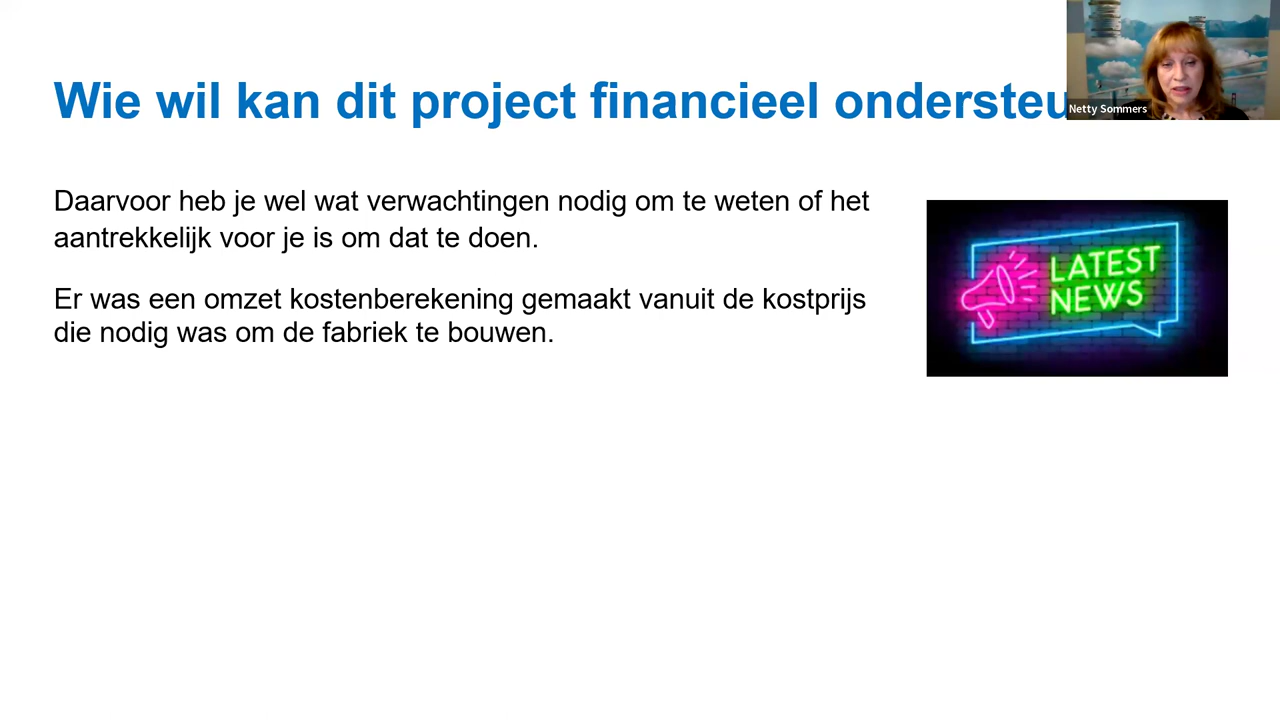 Wie wil kan dit project financieel ondersteu
Netty Sommers
Daarvoor heb je wel wat verwachtingen nodig om te weten of het
aantrekkelijk voor je is om dat te doen.
Er was een omzet kostenberekening gemaakt vanuit de kostprijs
die nodig was om de fabriek te bouwen.
LATEST
NEWS